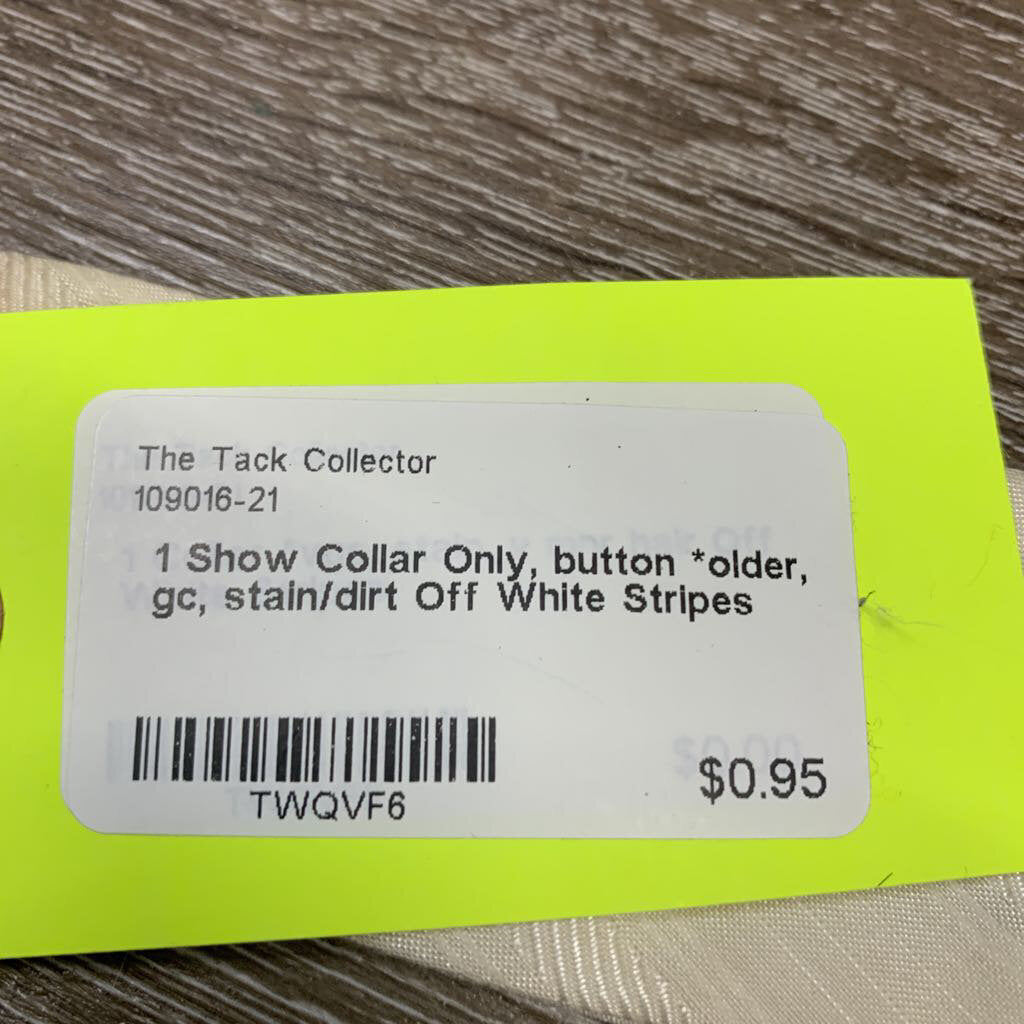 The Tack Collector
109016-21
1 Show Collar Only, button *older,
gc, stain/dirt Off White Stripes
TWQVF6
$0.95